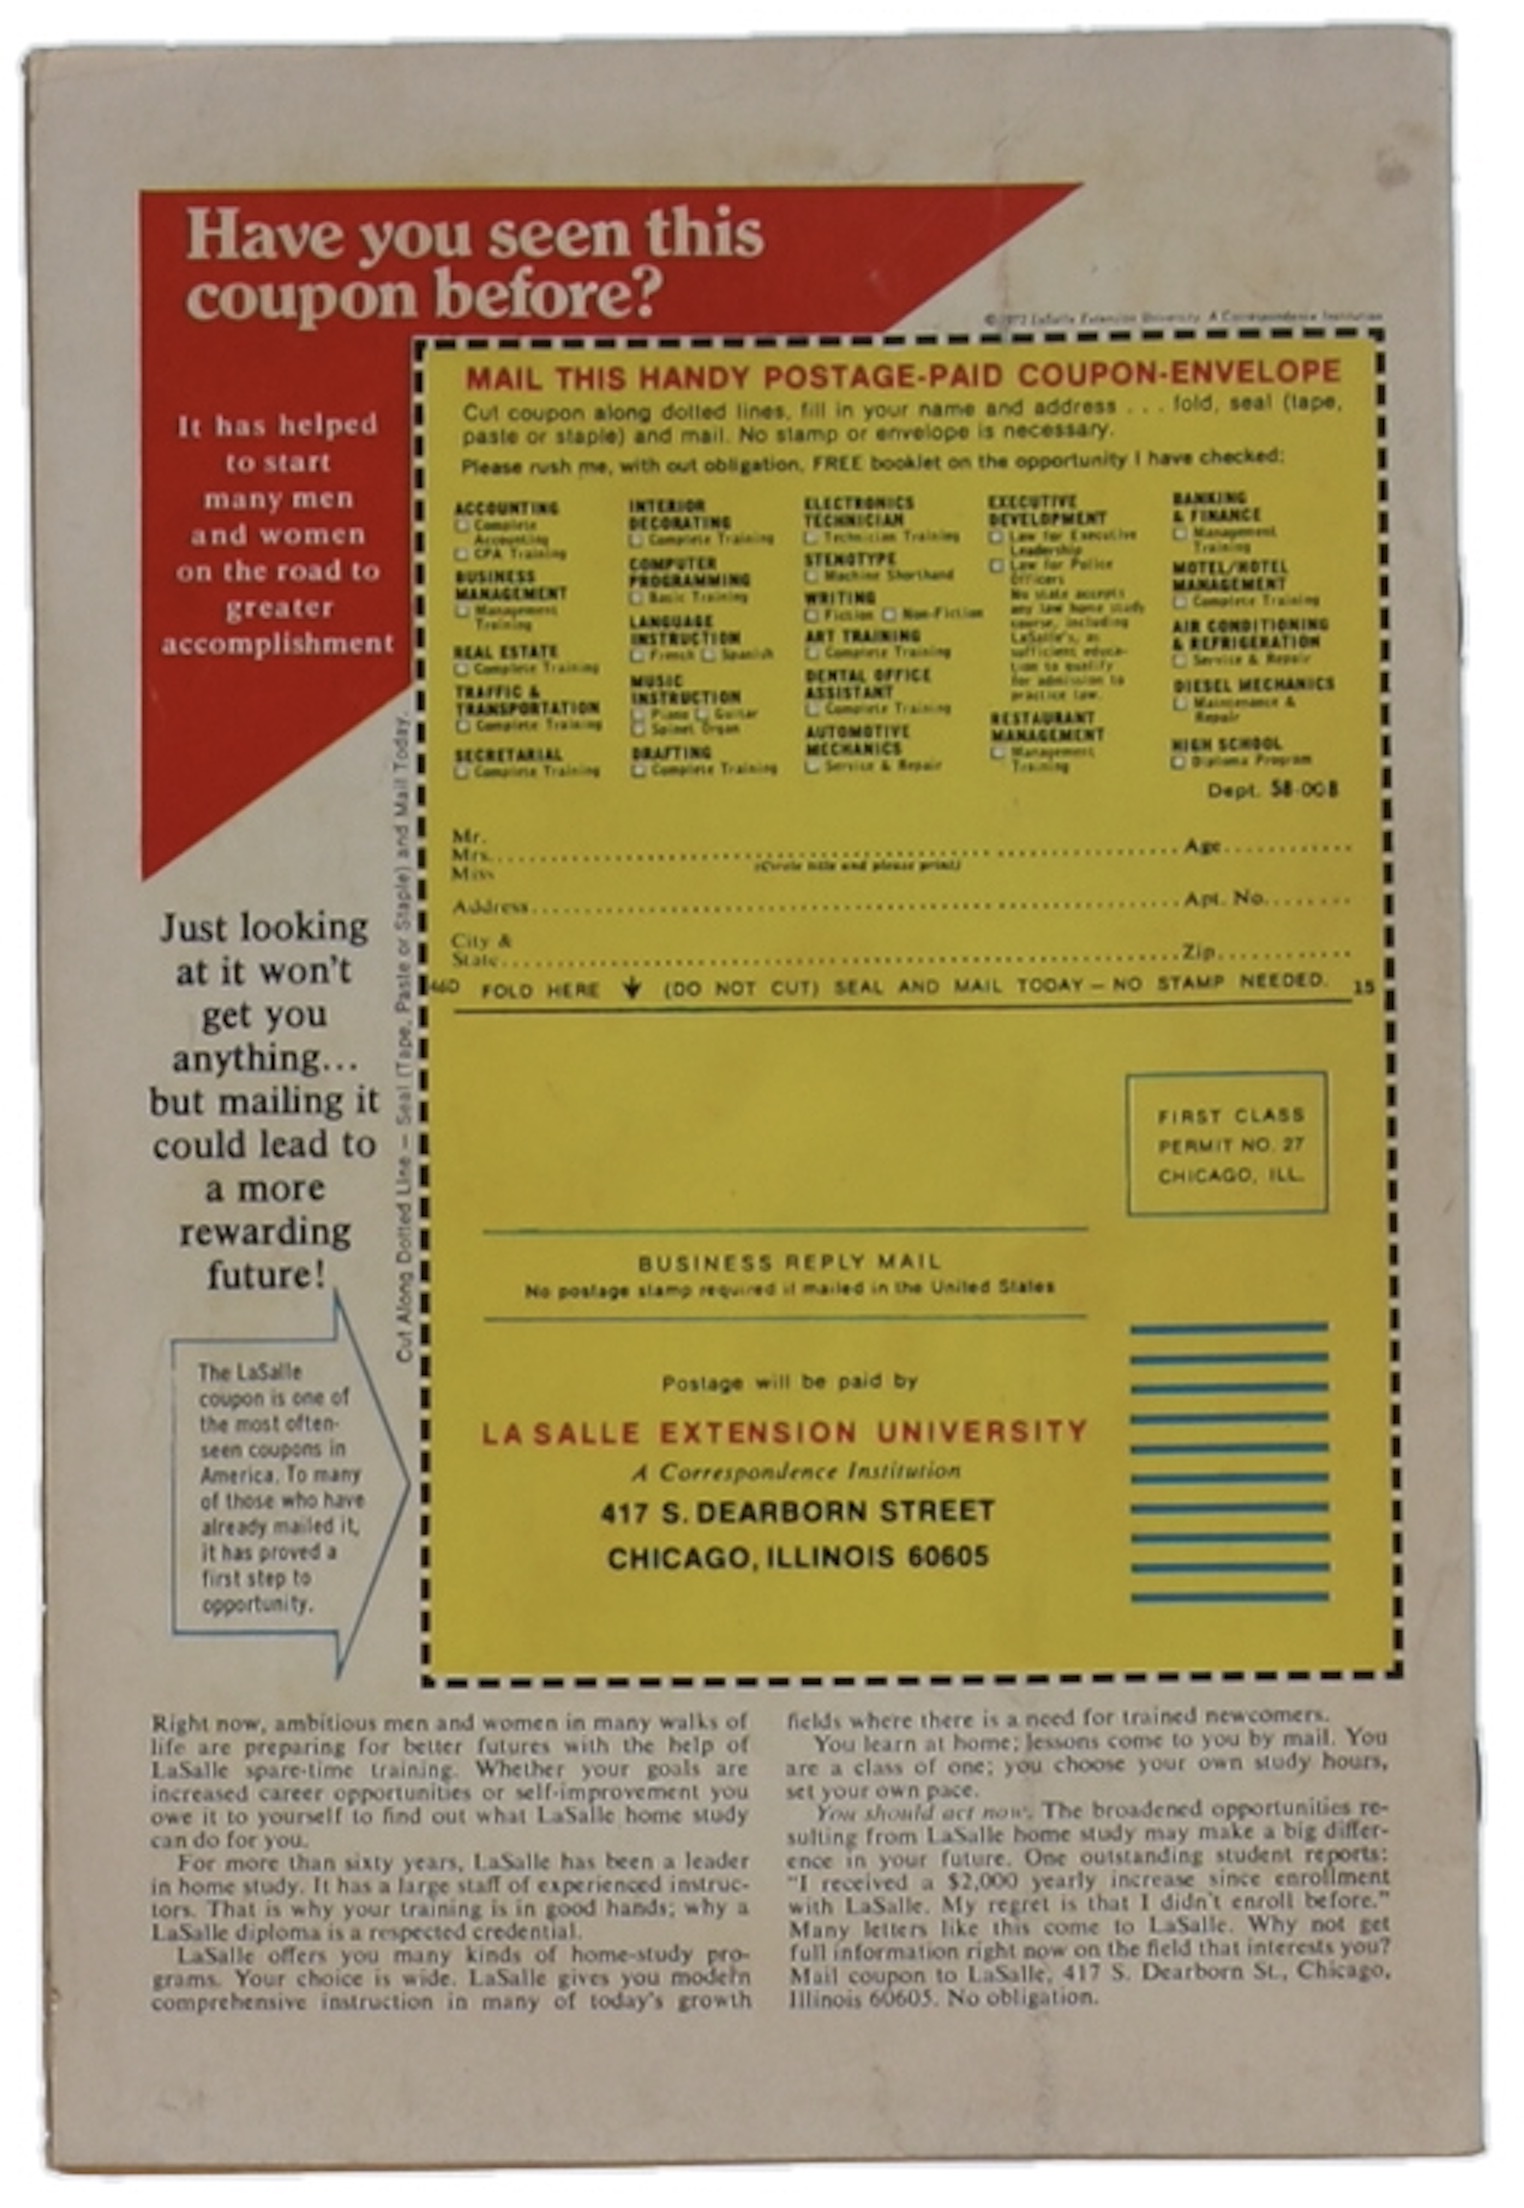 Have you seen this
coupon before?
It has helped
to start
many men
and women
on the road to
greater
accomplishment
Just looking
at it won't
get you
anything...
but mailing it
could lead to
a more
rewarding
future!
The LaSalle
coupon is one of
the most often-
seen coupons in
America. To many
of those who have
already mailed it,
it has proved a
first step to
opportunity.
Cut Along Dotted Line — Seal (Tape, Paste or Staple) and Mail Today.
LaSalle Extension University. A Correspondence Institution
MAIL THIS HANDY POSTAGE-PAID COUPON-ENVELOPE
Cut coupon along dotted lines, fill in your name and address . . . fold, seal (tape,
paste or staple) and mail. No stamp or envelope is necessary.
Please rush me, with out obligation, FREE booklet on the opportunity I have checked:
ACCOUNTING
Complete
Accounting
CPA Training
BUSINESS
MANAGEMENT
Management
Training
REAL ESTATE
Complete Training
TRAFFIC &
TRANSPORTATION
Complete Training
SECRETARIAL
Complete Training
INTERIOR
DECORATING
Complete Training
COMPUTER
PROGRAMMING
Basic Training
LANGUAGE
INSTRUCTION
French Spanish
MUSIC
INSTRUCTION
Piano Guitar
Spinet Organ
DRAFTING
Complete Training
ELECTRONICS
TECHNICIAN
Technician Training
STENOTYPE
Machine Shorthand
WRITING
Fiction Non-Fiction
ART TRAINING
Complete Training
DENTAL OFFICE
ASSISTANT
Complete Training
AUTOMOTIVE
MECHANICS
Service & Repair
EXECUTIVE
DEVELOPMENT
Law for Executive
Leadership
Law for Police
Officers
No state accepts
any law home study
course, including
LaSalle's, as
sufficient educa-
tion to qualify
for admission to
practice law.
RESTAURANT
MANAGEMENT
Management
Training
BANKING
& FINANCE
Management
Training
MOTEL/HOTEL
MANAGEMENT
Complete Training
AIR CONDITIONING
& REFRIGERATION
Service & Repair
DIESEL MECHANICS
Maintenance &
Repair
HIGH SCHOOL
Diploma Program
Dept. 58-008
Mr.
Mrs. Age
Miss (Circle title and please print)
Address Apt. No.
City &
State Zip
46D FOLD HERE (DO NOT CUT) SEAL AND MAIL TODAY – NO STAMP NEEDED. 15
FIRST CLASS
PERMIT NO. 27
CHICAGO, ILL.
BUSINESS REPLY MAIL
No postage stamp required if mailed in the United States
Postage will be paid by
LA SALLE EXTENSION UNIVERSITY
A Correspondence Institution
417 S. DEARBORN STREET
CHICAGO, ILLINOIS 60605
Right now, ambitious men and women in many walks of
life are preparing for better futures with the help of
LaSalle spare-time training. Whether your goals are
increased career opportunities or self-improvement you
owe it to yourself to find out what LaSalle home study
can do for you.
For more than sixty years, LaSalle has been a leader
in home study. It has a large staff of experienced instruc-
tors. That is why your training is in good hands; why a
LaSalle diploma is a respected credential.
LaSalle offers you many kinds of home-study pro-
grams. Your choice is wide. LaSalle gives you modern
comprehensive instruction in many of today's growth
fields where there is a need for trained newcomers.
You learn at home; lessons come to you by mail. You
are a class of one; you choose your own study hours,
set your own pace.
You should act now. The broadened opportunities re-
sulting from LaSalle home study may make a big differ-
ence in your future. One outstanding student reports:
"I received a $2,000 yearly increase since enrollment
with LaSalle. My regret is that I didn't enroll before."
Many letters like this come to LaSalle. Why not get
full information right now on the field that interests you?
Mail coupon to LaSalle, 417 S. Dearborn St., Chicago,
Illinois 60605. No obligation.